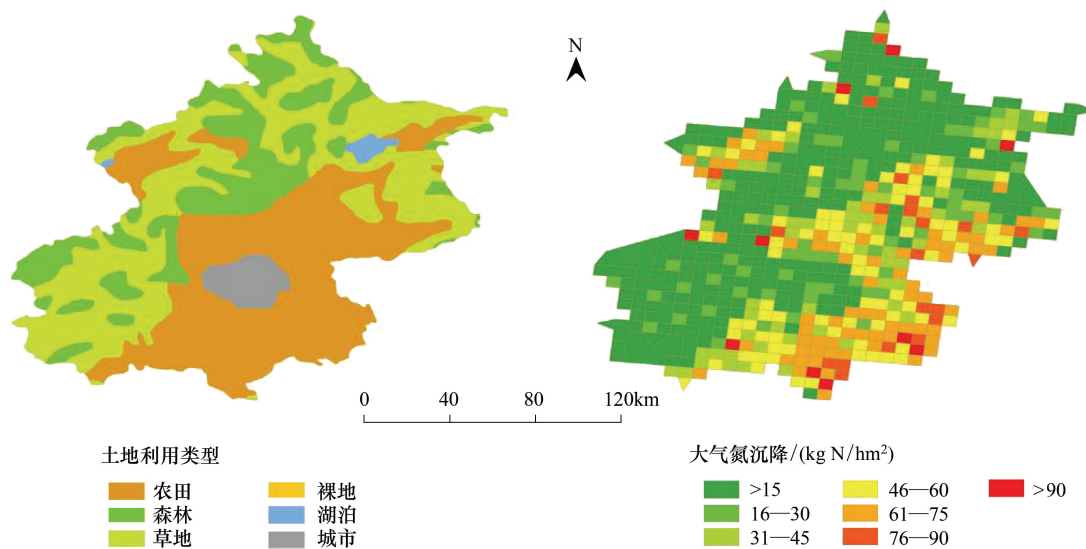 N
0 40 80 120km
土地利用类型
农田 裸地
森林 湖泊
草地 城市
大气氮沉降/(kg N/hm²)
>15 46—60 >90
16—30 61—75
31—45 76—90